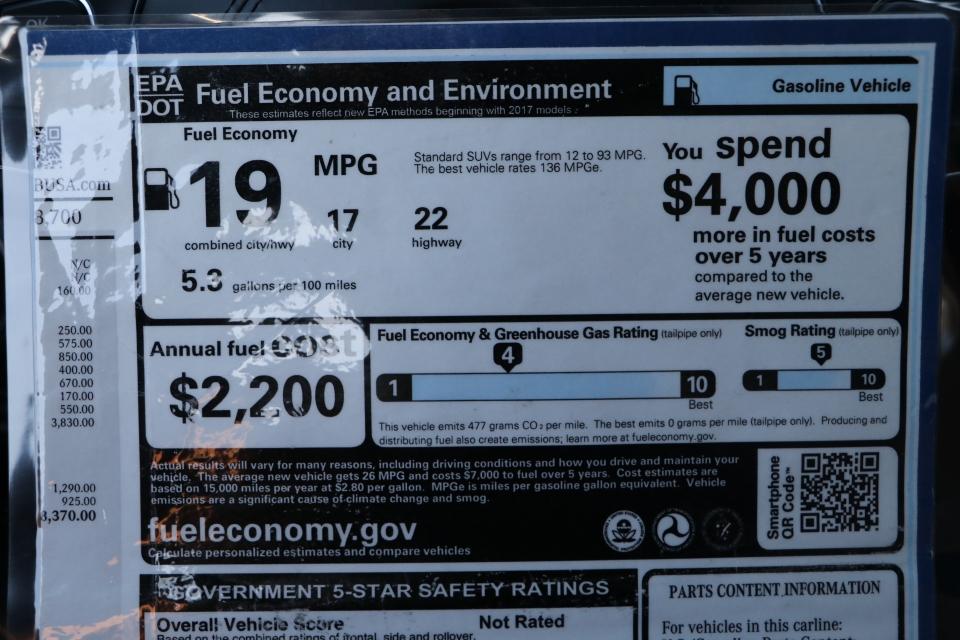 BUSA.com
3,700
N/C
N/C
160.00
250.00
575.00
850.00
400.00
670.00
170.00
550.00
3,830.00
1,290.00
925.00
3,370.00
EPA
DOT
Fuel Economy and Environment
These estimates reflect new EPA methods beginning with 2017 models.
Gasoline Vehicle
Fuel Economy
19
MPG
combined city/hwy
17
city
22
highway
5.3 gallons per 100 miles
Standard SUVs range from 12 to 93 MPG.
The best vehicle rates 136 MPGe.
You spend
$4,000
more in fuel costs
over 5 years
compared to the
average new vehicle.
Annual fuel cost
$2,200
Fuel Economy & Greenhouse Gas Rating (tailpipe only)
4
1
10
Best
Smog Rating (tailpipe only)
5
1
10
Best
This vehicle emits 477 grams CO2 per mile. The best emits 0 grams per mile (tailpipe only). Producing and
distributing fuel also create emissions; learn more at fueleconomy.gov.
Actual results will vary for many reasons, including driving conditions and how you drive and maintain your
vehicle. The average new vehicle gets 26 MPG and costs $7,000 to fuel over 5 years. Cost estimates are
based on 15,000 miles per year at $2.80 per gallon. MPGe is miles per gasoline gallon equivalent. Vehicle
emissions are a significant cause of climate change and smog.
fueleconomy.gov
Calculate personalized estimates and compare vehicles
Smartphone
QR Code™
GOVERNMENT 5-STAR SAFETY RATINGS
Overall Vehicle Score
Not Rated
Based on the combined ratings of frontal, side and rollover.
PARTS CONTENT INFORMATION
For vehicles in this carline: